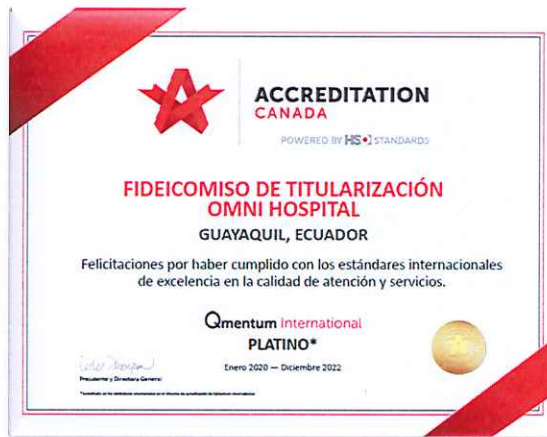 ACCREDITATION
CANADA
POWERED BY HSO STANDARDS
FIDEICOMISO DE TITULARIZACIÓN
OMNI HOSPITAL
GUAYAQUIL, ECUADOR
Felicitaciones por haber cumplido con los estándares internacionales
de excelencia en la calidad de atención y servicios.
Qmentum International
PLATINO*
Enero 2020 — Diciembre 2022
Presidente y Directora General